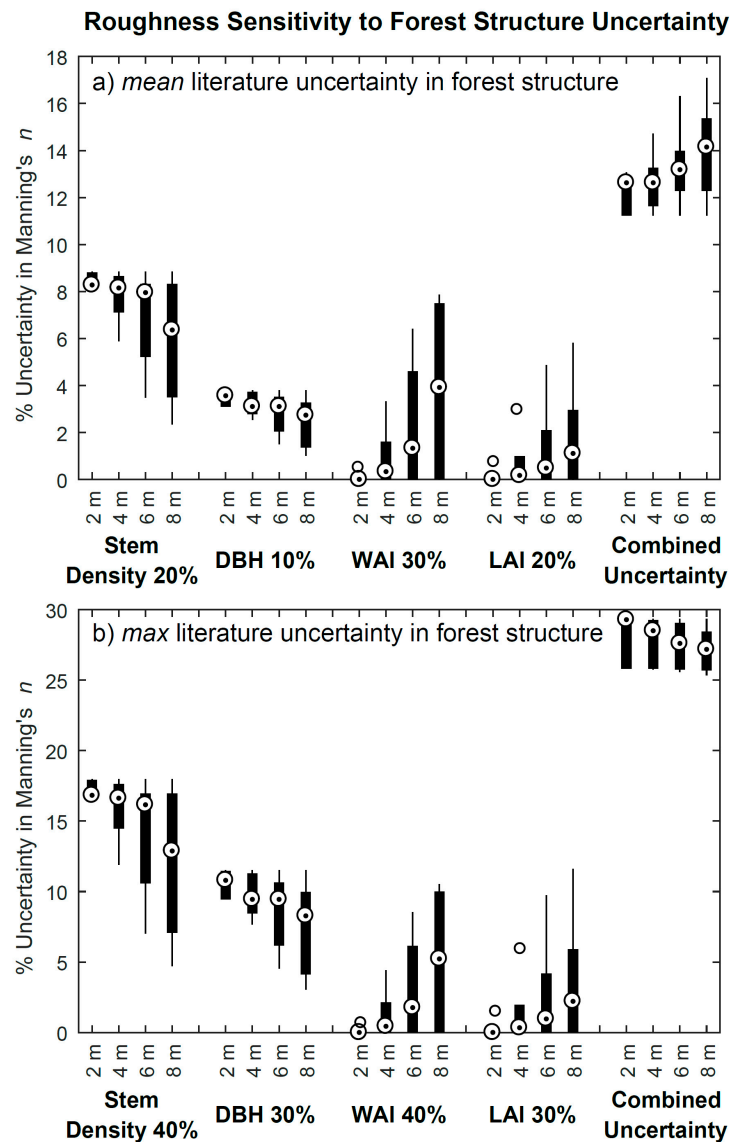 Roughness Sensitivity to Forest Structure Uncertainty
a) mean literature uncertainty in forest structure
% Uncertainty in Manning's n
18
16
14
12
10
8
6
4
2
0
2 m 4 m 6 m 8 m 2 m 4 m 6 m 8 m 2 m 4 m 6 m 8 m 2 m 4 m 6 m 8 m 2 m 4 m 6 m 8 m
Stem
Density 20%
DBH 10%
WAI 30%
LAI 20%
Combined
Uncertainty
b) max literature uncertainty in forest structure
% Uncertainty in Manning's n
30
25
20
15
10
5
0
2 m 4 m 6 m 8 m 2 m 4 m 6 m 8 m 2 m 4 m 6 m 8 m 2 m 4 m 6 m 8 m 2 m 4 m 6 m 8 m
Stem
Density 40%
DBH 30%
WAI 40%
LAI 30%
Combined
Uncertainty